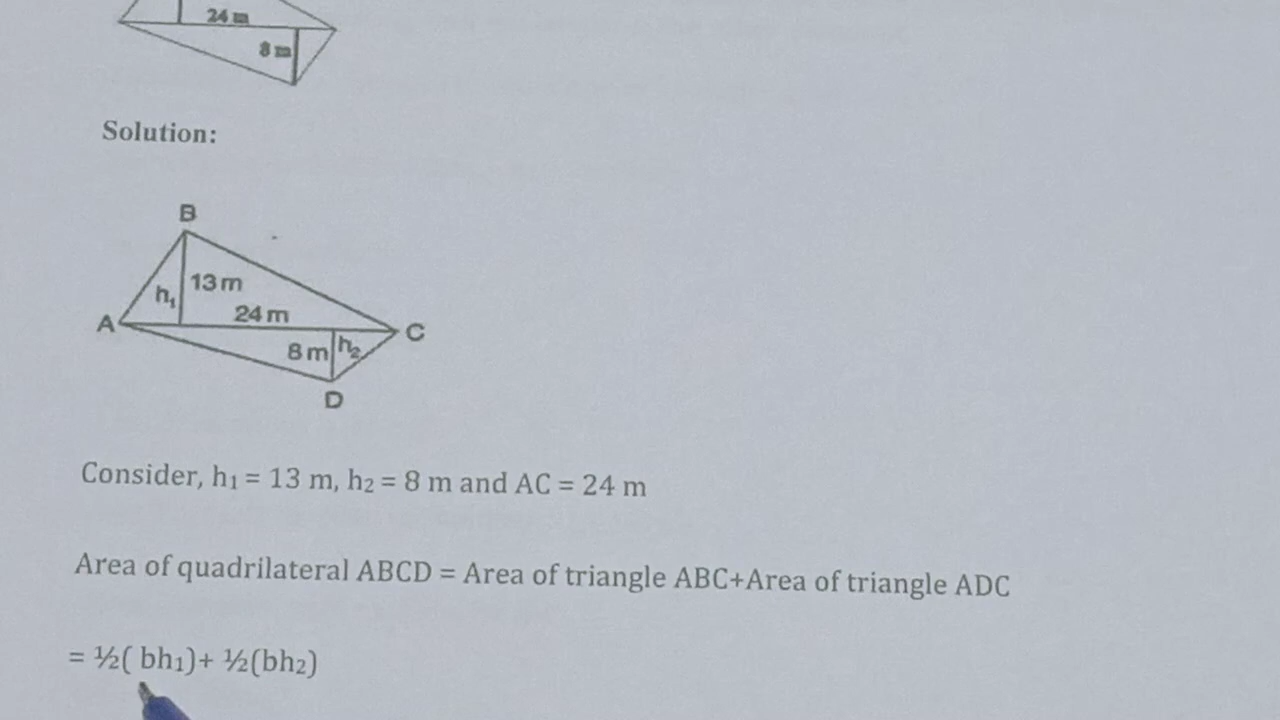 24 m
8 m
Solution:
B
13 m
h₁
24 m
A
C
8 m
h₂
D
Consider, h₁ = 13 m, h₂ = 8 m and AC = 24 m
Area of quadrilateral ABCD = Area of triangle ABC+Area of triangle ADC
= ½( bh₁)+ ½(bh₂)